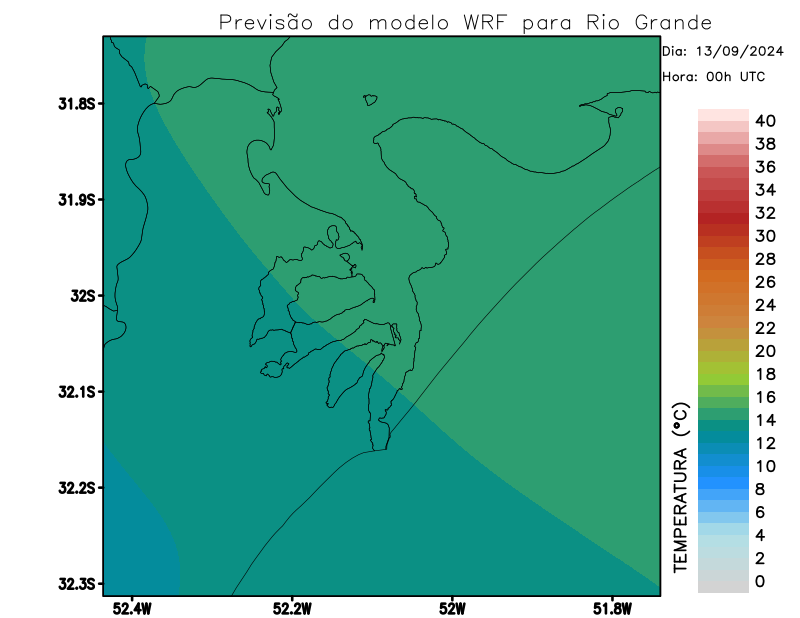 Previsão do modelo WRF para Rio Grande
Dia: 13/09/2024
Hora: 00h UTC
31.8S
31.9S
32S
32.1S
32.2S
32.3S
52.4W
52.2W
52W
51.8W
TEMPERATURA (ºC)
40
38
36
34
32
30
28
26
24
22
20
18
16
14
12
10
8
6
4
2
0